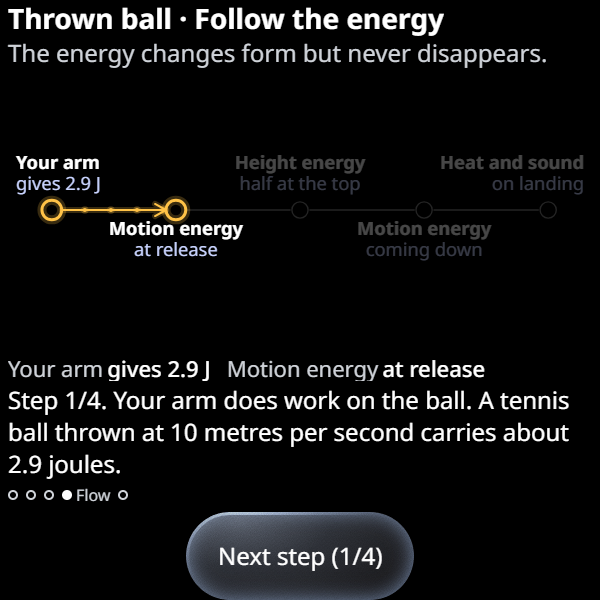 Thrown ball · Follow the energy
The energy changes form but never disappears.
Your arm
gives 2.9 J
Height energy
half at the top
Heat and sound
on landing
Motion energy
at release
Motion energy
coming down
Your arm gives 2.9 J Motion energy at release
Step 1/4. Your arm does work on the ball. A tennis
ball thrown at 10 metres per second carries about
2.9 joules.
Flow
Next step (1/4)